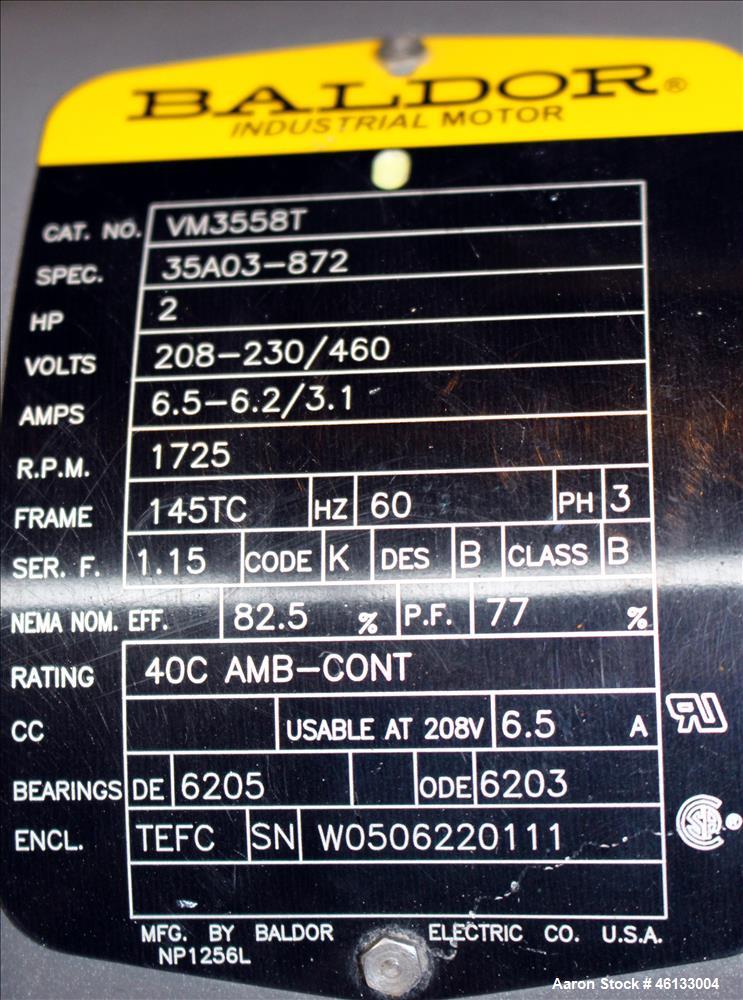 BALDOR®
INDUSTRIAL MOTOR
CAT. NO. VM3558T
SPEC. 35A03-872
HP 2
VOLTS 208-230/460
AMPS 6.5-6.2/3.1
R.P.M. 1725
FRAME 145TC HZ 60 PH 3
SER. F. 1.15 CODE K DES B CLASS B
NEMA NOM. EFF. 82.5 % P.F. 77 %
RATING 40C AMB-CONT
CC USABLE AT 208V 6.5 A
RU
BEARINGS DE 6205 ODE 6203
ENCL. TEFC SN W0506220111
CSA
MFG. BY BALDOR ELECTRIC CO. U.S.A.
NP1256L
Aaron Stock # 46133004